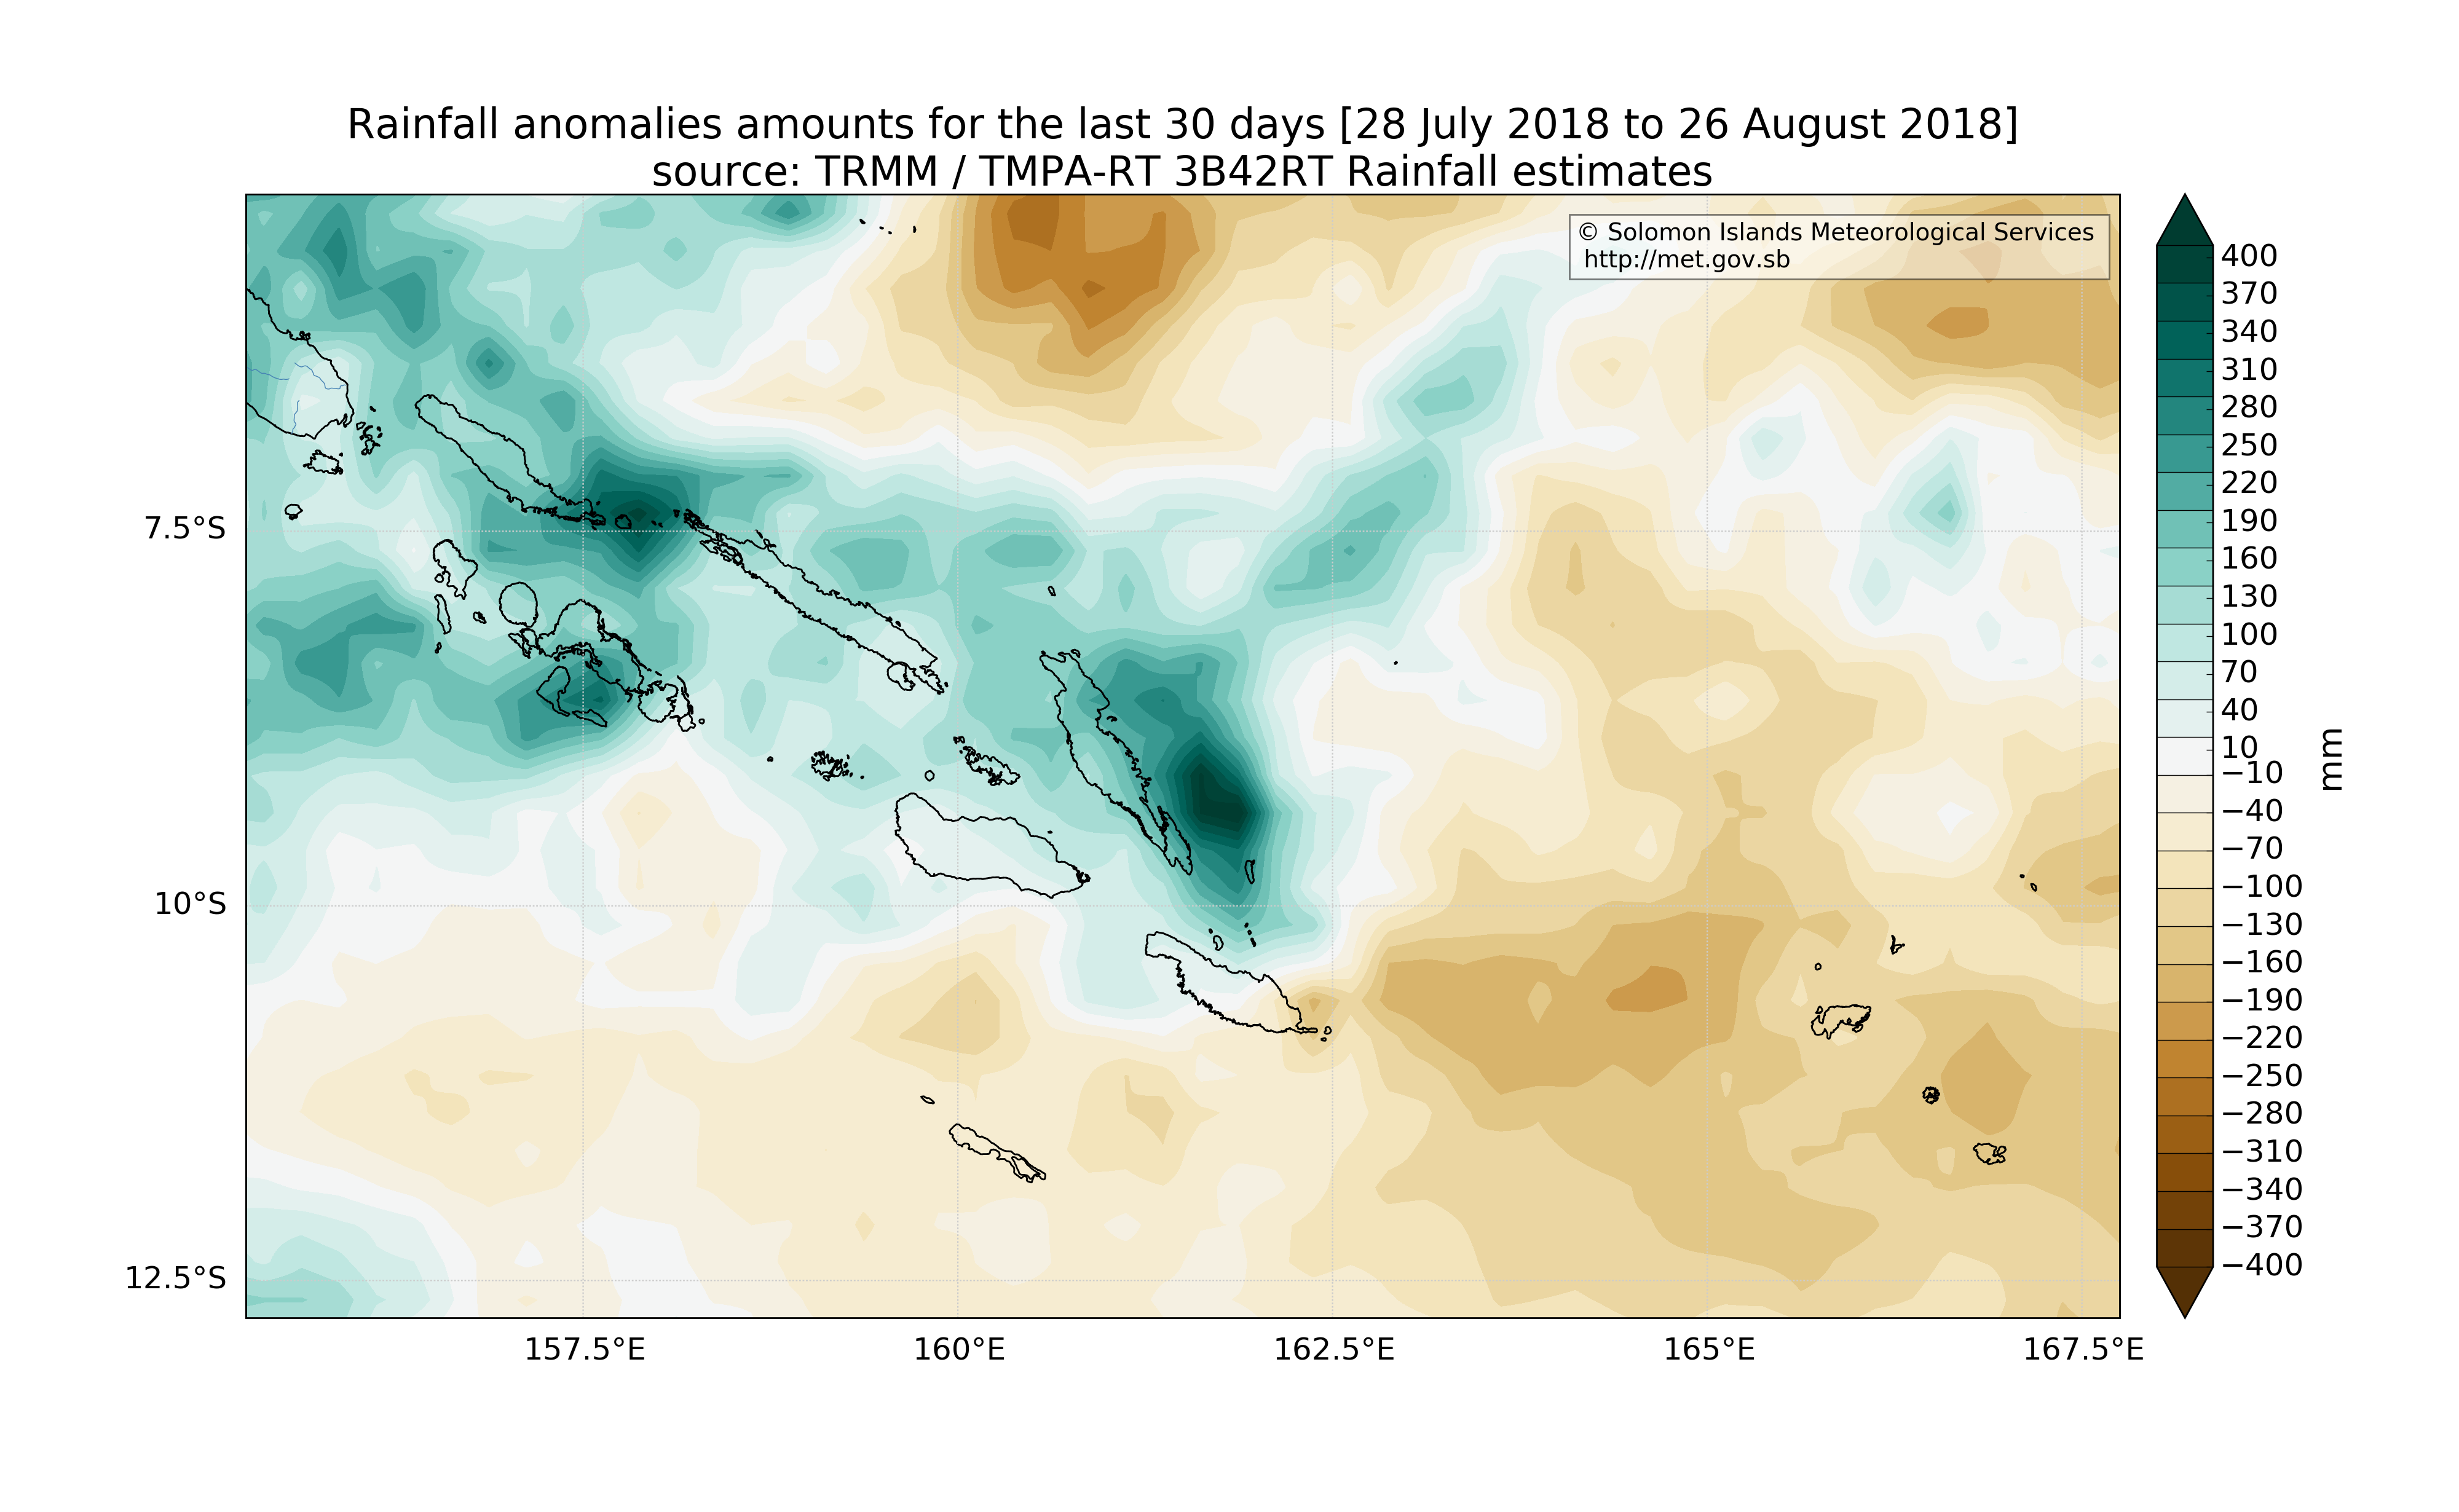 Rainfall anomalies amounts for the last 30 days [28 July 2018 to 26 August 2018]
source: TRMM / TMPA-RT 3B42RT Rainfall estimates
© Solomon Islands Meteorological Services
http://met.gov.sb
7.5°S
10°S
12.5°S
157.5°E
160°E
162.5°E
165°E
167.5°E
400
370
340
310
280
250
220
190
160
130
100
70
40
10
−10
−40
−70
−100
−130
−160
−190
−220
−250
−280
−310
−340
−370
−400
mm